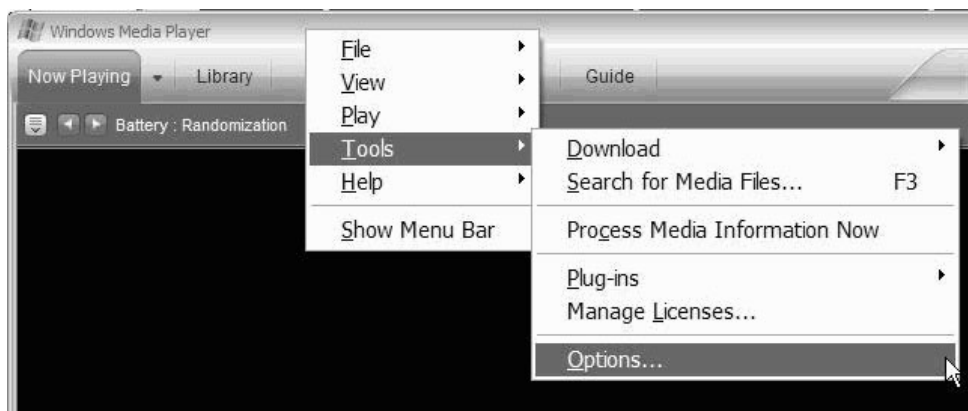 Windows Media Player
Now Playing Library Guide
Battery : Randomization
File
View
Play
Tools
Help
Show Menu Bar
Download
Search for Media Files... F3
Process Media Information Now
Plug-ins
Manage Licenses...
Options...